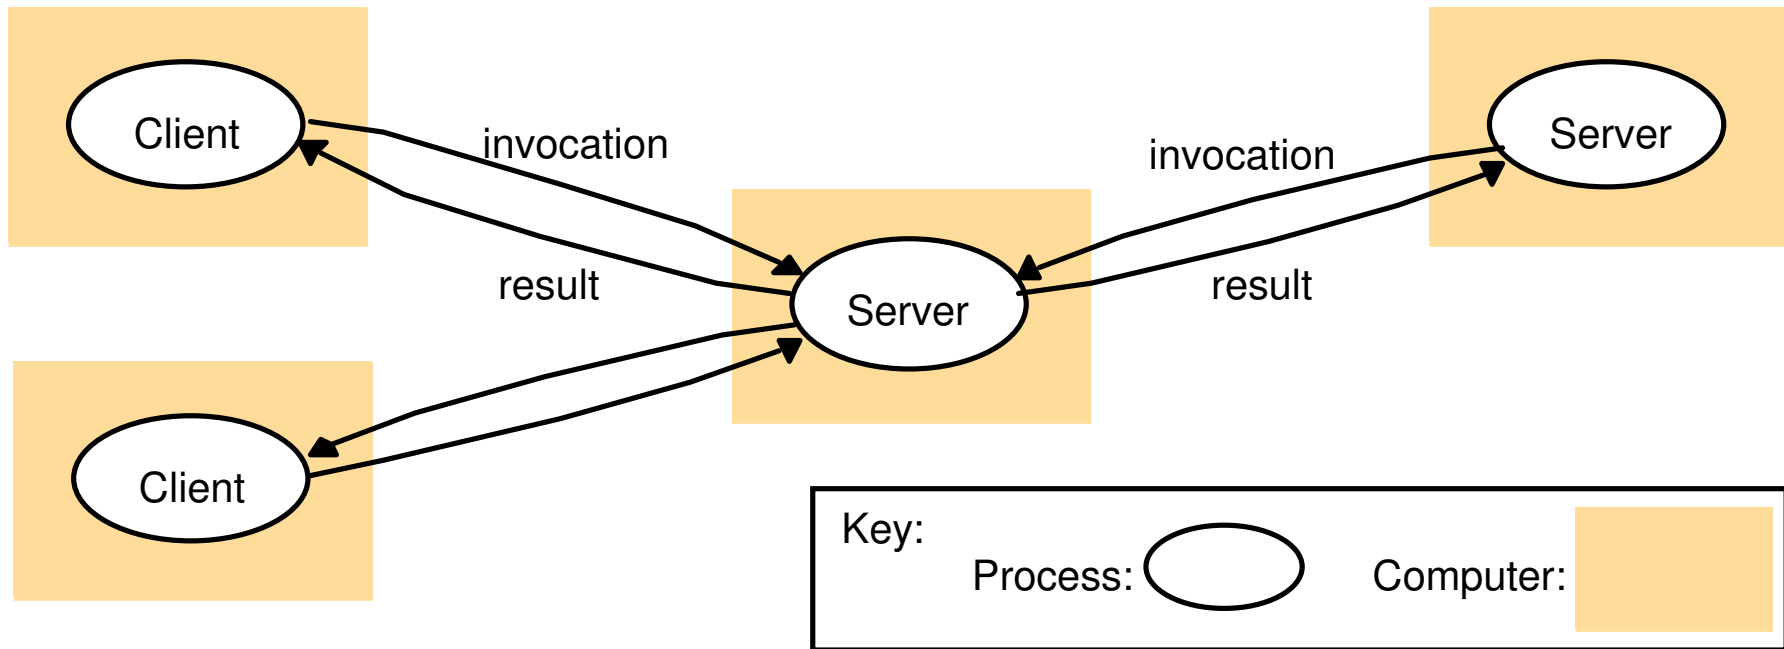 Client
invocation
invocation
Server
result
Server
result
Client
Key:
Process:
Computer: